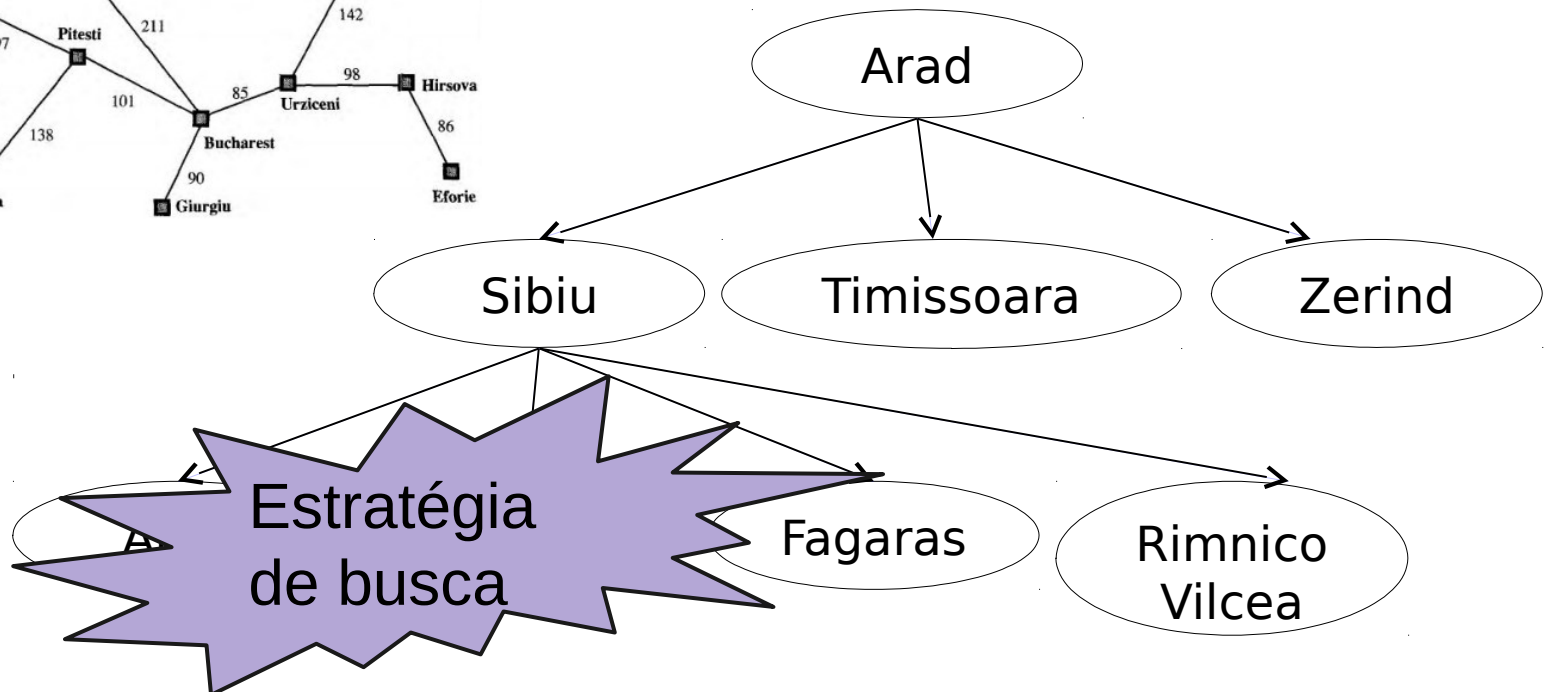 142
211
Pitesti
98
Hirsova
85
Urziceni
101
86
138
Bucharest
90
Eforie
Giurgiu
Arad
Sibiu
Timissoara
Zerind
Estratégia
de busca
Fagaras
Rimnico
Vilcea